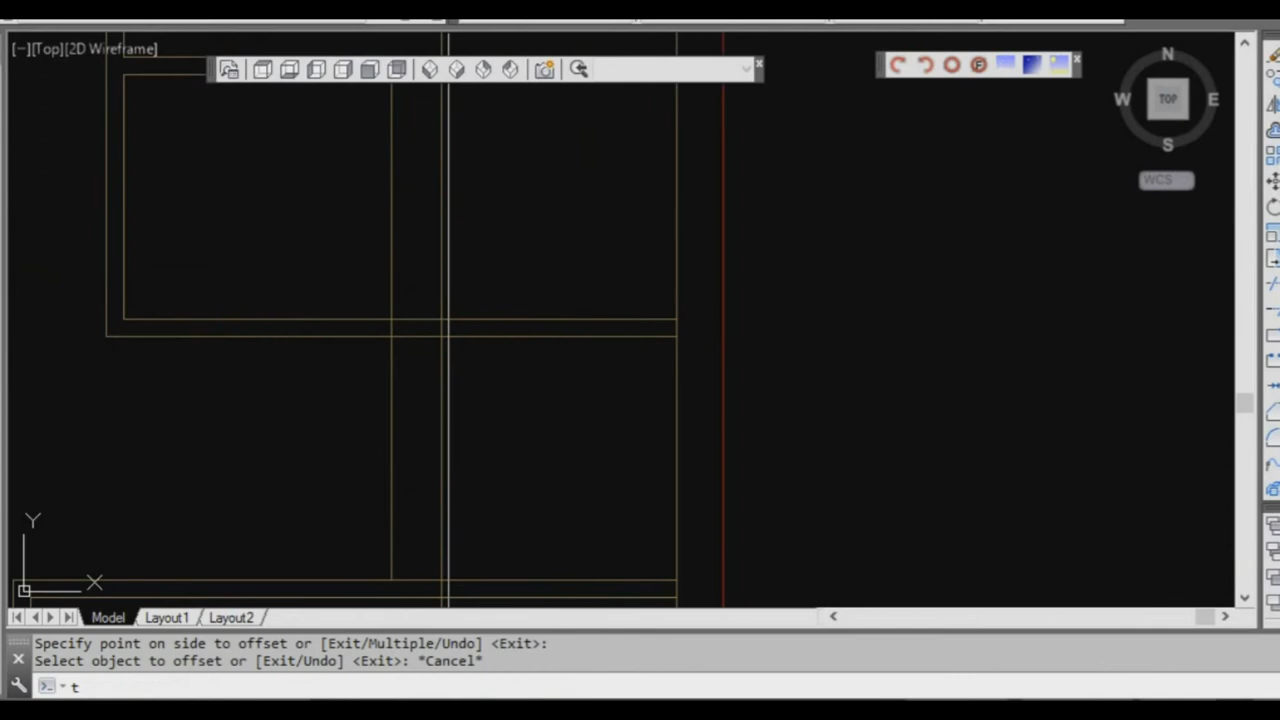 [−][Top][2D Wireframe]
N
W
TOP
E
S
WCS
Y
X
Model
Layout1
Layout2
Specify point on side to offset or [Exit/Multiple/Undo] <Exit>:
Select object to offset or [Exit/Undo] <Exit>: *Cancel*
t